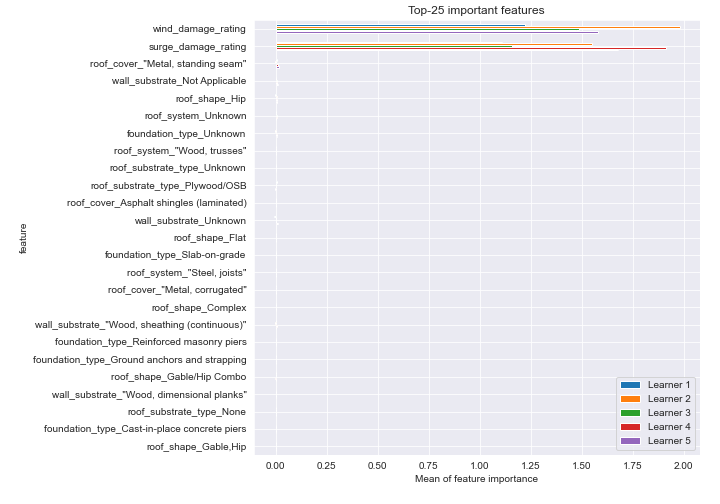 Top-25 important features
feature
wind_damage_rating
surge_damage_rating
roof_cover_"Metal, standing seam"
wall_substrate_Not Applicable
roof_shape_Hip
roof_system_Unknown
foundation_type_Unknown
roof_system_"Wood, trusses"
roof_substrate_type_Unknown
roof_substrate_type_Plywood/OSB
roof_cover_Asphalt shingles (laminated)
wall_substrate_Unknown
roof_shape_Flat
foundation_type_Slab-on-grade
roof_system_"Steel, joists"
roof_cover_"Metal, corrugated"
roof_shape_Complex
wall_substrate_"Wood, sheathing (continuous)"
foundation_type_Reinforced masonry piers
foundation_type_Ground anchors and strapping
roof_shape_Gable/Hip Combo
wall_substrate_"Wood, dimensional planks"
roof_substrate_type_None
foundation_type_Cast-in-place concrete piers
roof_shape_Gable,Hip
Learner 1
Learner 2
Learner 3
Learner 4
Learner 5
0.00 0.25 0.50 0.75 1.00 1.25 1.50 1.75 2.00
Mean of feature importance